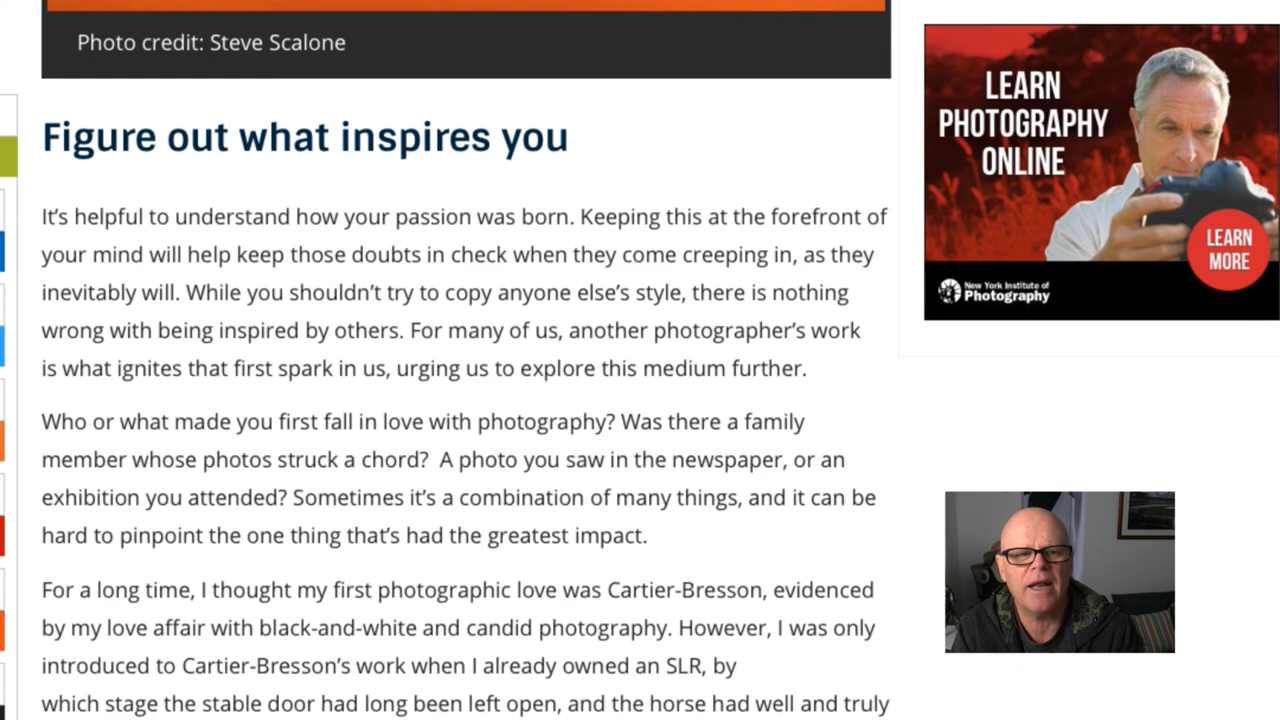 Photo credit: Steve Scalone
Figure out what inspires you
It's helpful to understand how your passion was born. Keeping this at the forefront of
your mind will help keep those doubts in check when they come creeping in, as they
inevitably will. While you shouldn't try to copy anyone else's style, there is nothing
wrong with being inspired by others. For many of us, another photographer's work
is what ignites that first spark in us, urging us to explore this medium further.
Who or what made you first fall in love with photography? Was there a family
member whose photos struck a chord?  A photo you saw in the newspaper, or an
exhibition you attended? Sometimes it's a combination of many things, and it can be
hard to pinpoint the one thing that's had the greatest impact.
For a long time, I thought my first photographic love was Cartier-Bresson, evidenced
by my love affair with black-and-white and candid photography. However, I was only
introduced to Cartier-Bresson's work when I already owned an SLR, by
which stage the stable door had long been left open, and the horse had well and truly
LEARN
PHOTOGRAPHY
ONLINE
LEARN
MORE
New York Institute of
Photography